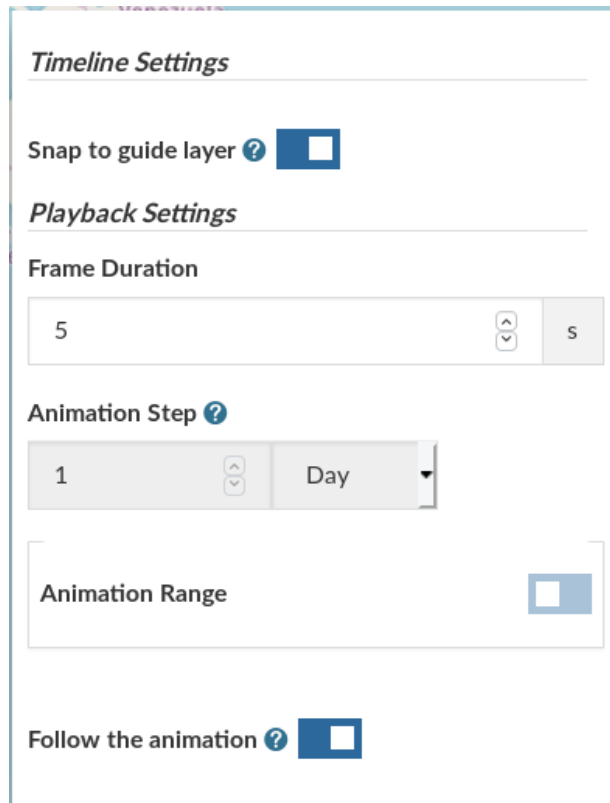 Venezuela
Timeline Settings
Snap to guide layer ?
Playback Settings
Frame Duration
5 s
Animation Step ?
1 Day
Animation Range
Follow the animation ?